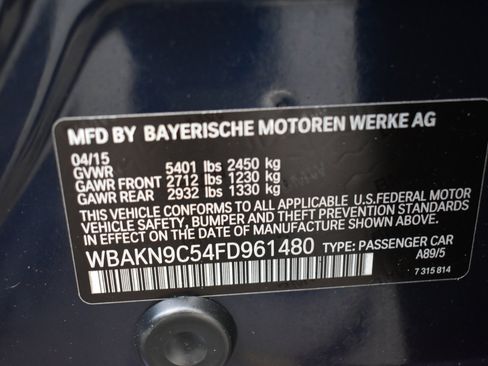 MFD BY BAYERISCHE MOTOREN WERKE AG
04/15
GVWR 5401 lbs 2450 kg
GAWR FRONT 2712 lbs 1230 kg
GAWR REAR 2932 lbs 1330 kg
THIS VEHICLE CONFORMS TO ALL APPLICABLE U.S.FEDERAL MOTOR
VEHICLE SAFETY, BUMPER AND THEFT PREVENTION STANDARDS
IN EFFECT ON THE DATE OF MANUFACTURE SHOWN ABOVE.
WBAKN9C54FD961480 TYPE: PASSENGER CAR
A89/5
7 315 814